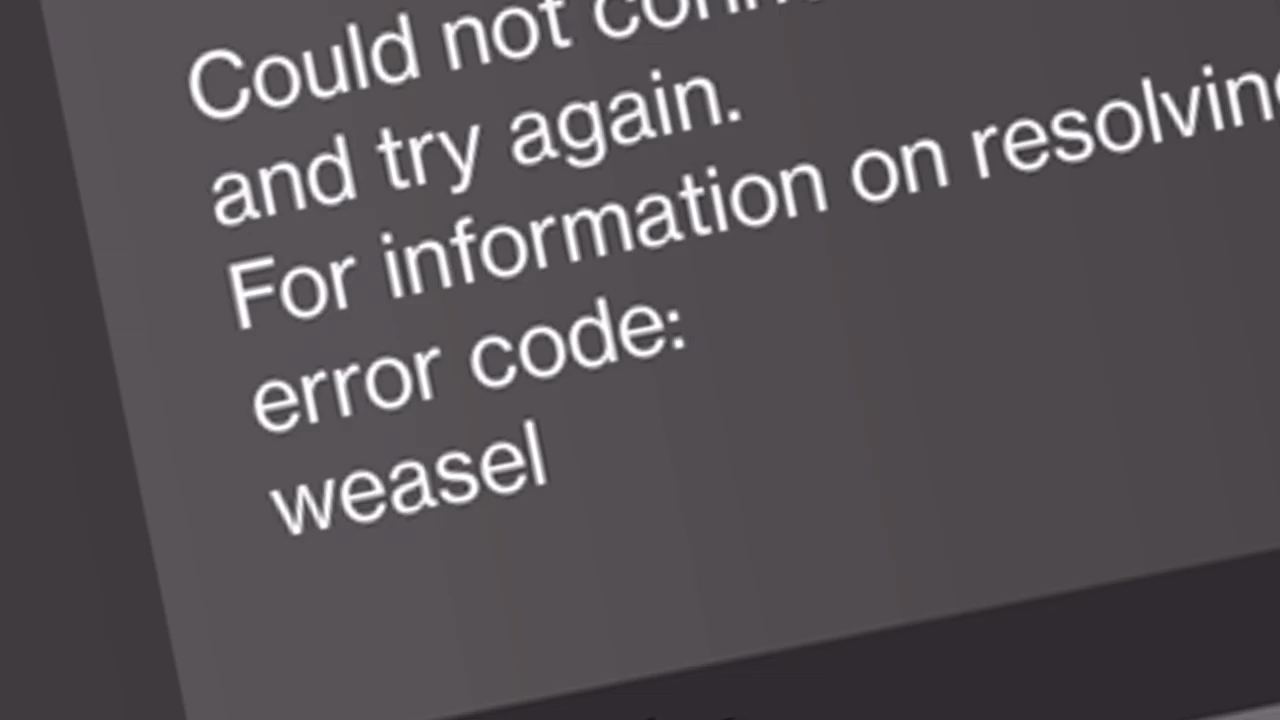 Could not
and try again.
For information on resolving
error code:
weasel